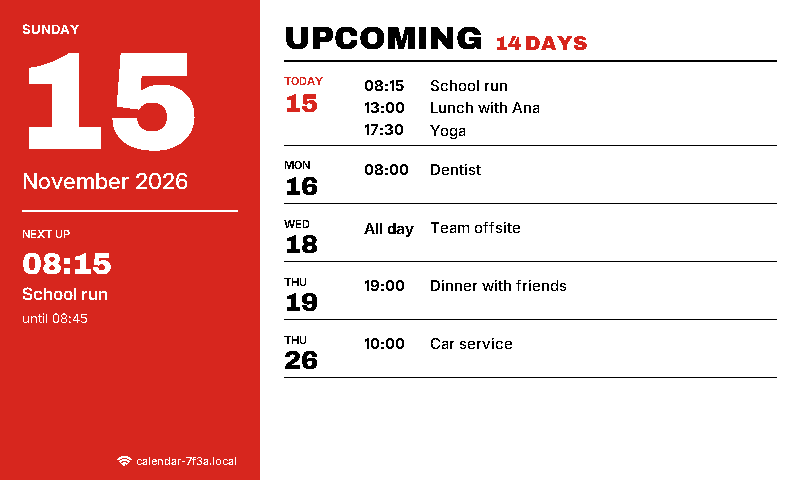 SUNDAY
15
November 2026
NEXT UP
08:15
School run
until 08:45
calendar-7f3a.local
UPCOMING 14 DAYS
TODAY
15
08:15 School run
13:00 Lunch with Ana
17:30 Yoga
MON
16
08:00 Dentist
WED
18
All day Team offsite
THU
19
19:00 Dinner with friends
THU
26
10:00 Car service